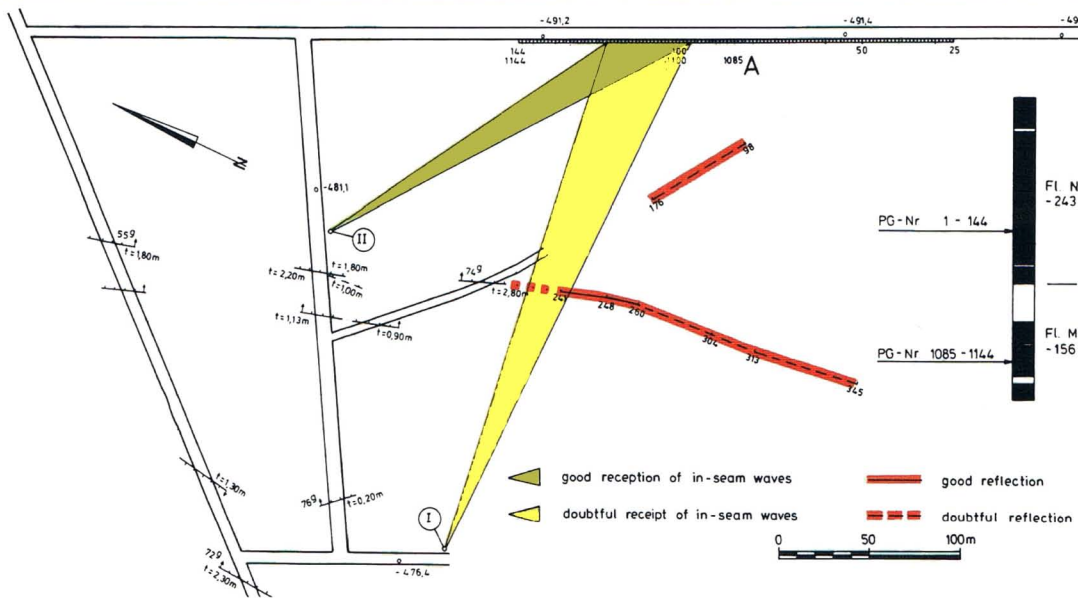 -491,2
-491,4
-49
144
1144
100
1100
1085
A
50
25
N
-481,1
II
98
176
Fl. N
-243
PG-Nr 1 - 144
55g
t=1,80m
t=2,20m
t=1,80m
t=1,00m
74g
t=2,80m
t=1,13m
t=0,90m
241
248
260
304
313
345
Fl. M
-156
PG-Nr 1085-1144
t=1,30m
76g
t=0,20m
I
72g
t=2,30m
-476,4
good reception of in-seam waves
good reflection
doubtful receipt of in-seam waves
doubtful reflection
0 50 100m